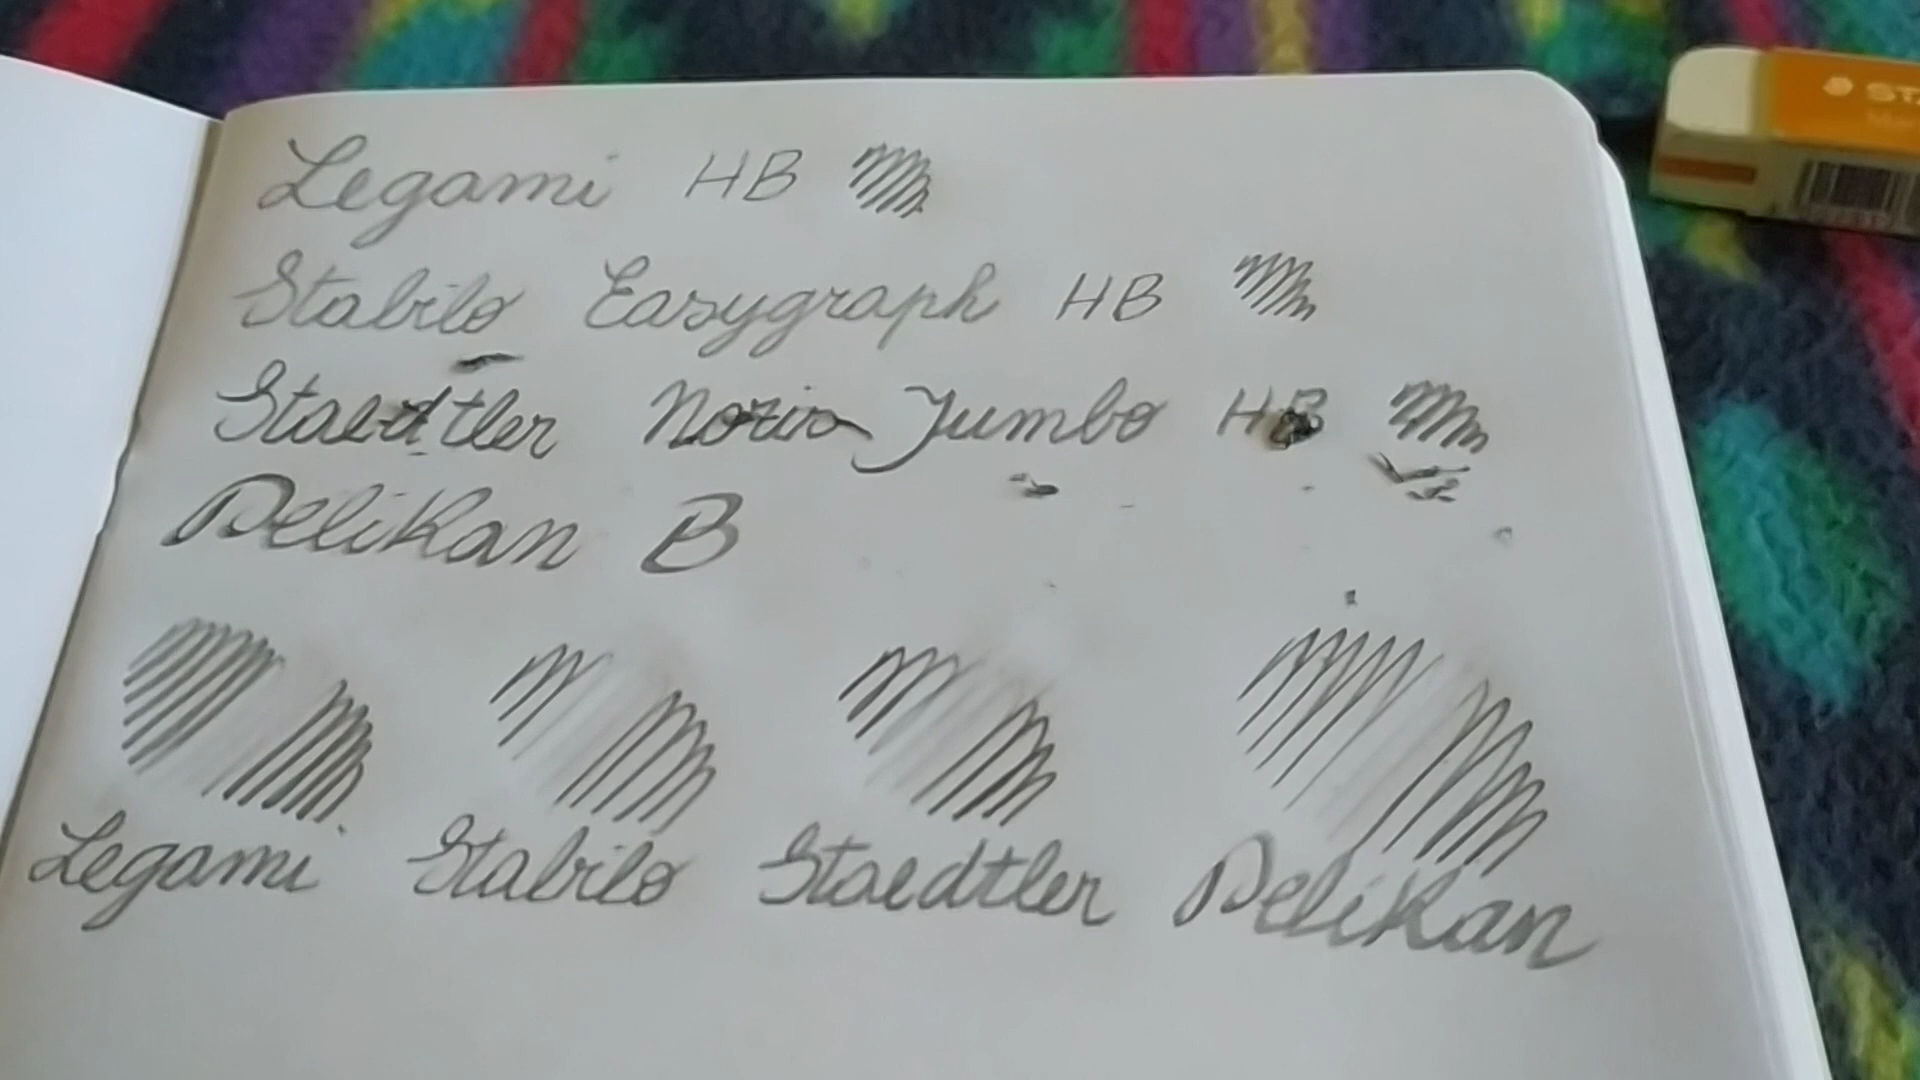 Legami HB
Stabilo Easygraph HB
Staedtler Noris Jumbo HB
Pelikan B
Legami Stabilo Staedtler Pelikan